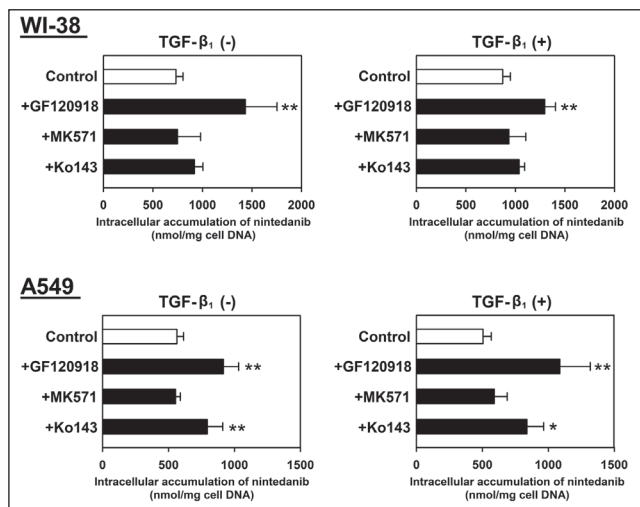 WI-38
TGF-β₁ (-)
Control
+GF120918
**
+MK571
+Ko143
0 500 1000 1500 2000
Intracellular accumulation of nintedanib
(nmol/mg cell DNA)
TGF-β₁ (+)
Control
+GF120918
**
+MK571
+Ko143
0 500 1000 1500 2000
Intracellular accumulation of nintedanib
(nmol/mg cell DNA)
A549
TGF-β₁ (-)
Control
+GF120918
**
+MK571
+Ko143
**
0 500 1000 1500
Intracellular accumulation of nintedanib
(nmol/mg cell DNA)
TGF-β₁ (+)
Control
+GF120918
**
+MK571
+Ko143
*
0 500 1000 1500
Intracellular accumulation of nintedanib
(nmol/mg cell DNA)